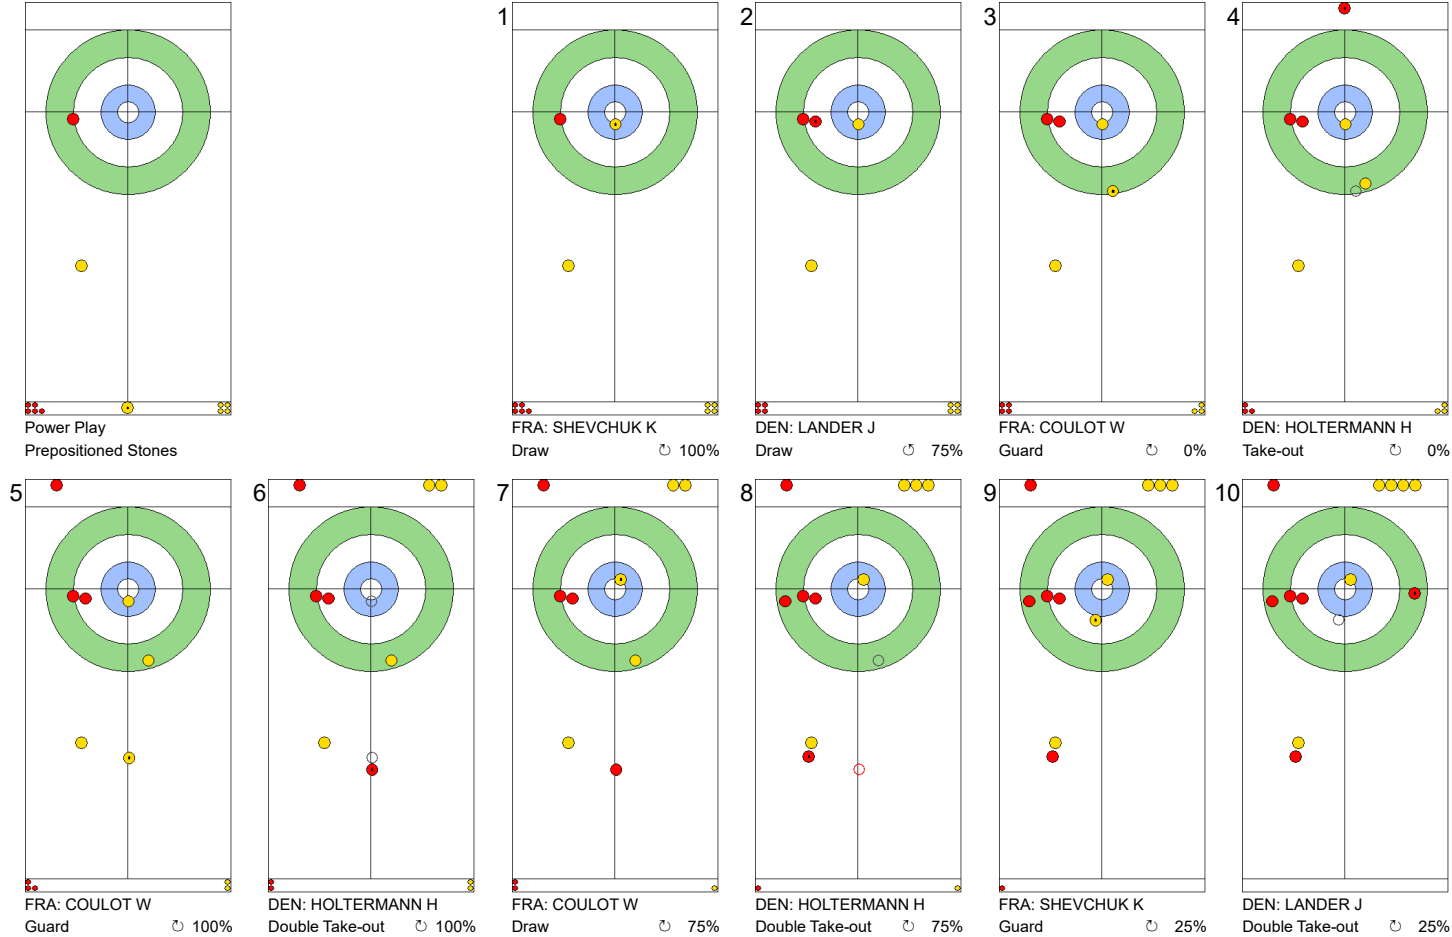 Power Play
Prepositioned Stones
1
FRA: SHEVCHUK K
Draw ↻ 100%
2
DEN: LANDER J
Draw ↺ 75%
3
FRA: COULOT W
Guard ↻ 0%
4
DEN: HOLTERMANN H
Take-out ↻ 0%
5
FRA: COULOT W
Guard ↻ 100%
6
DEN: HOLTERMANN H
Double Take-out ↻ 100%
7
FRA: COULOT W
Draw ↻ 75%
8
DEN: HOLTERMANN H
Double Take-out ↻ 75%
9
FRA: SHEVCHUK K
Guard ↻ 25%
10
DEN: LANDER J
Double Take-out ↻ 25%